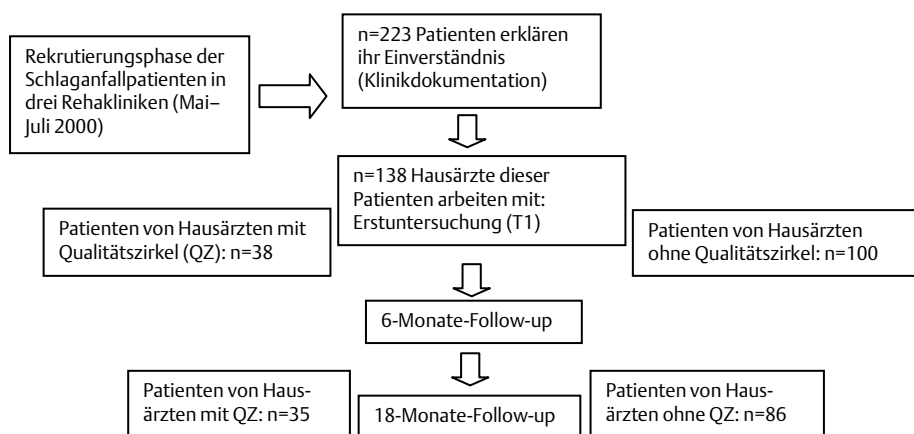 Rekrutierungsphase der
Schlaganfallpatienten in
drei Rehakliniken (Mai–
Juli 2000)
n=223 Patienten erklären
ihr Einverständnis
(Klinikdokumentation)
n=138 Hausärzte dieser
Patienten arbeiten mit:
Erstuntersuchung (T1)
Patienten von Hausärzten mit
Qualitätszirkel (QZ): n=38
Patienten von Hausärzten
ohne Qualitätszirkel: n=100
6-Monate-Follow-up
Patienten von Haus-
ärzten mit QZ: n=35
18-Monate-Follow-up
Patienten von Haus-
ärzten ohne QZ: n=86